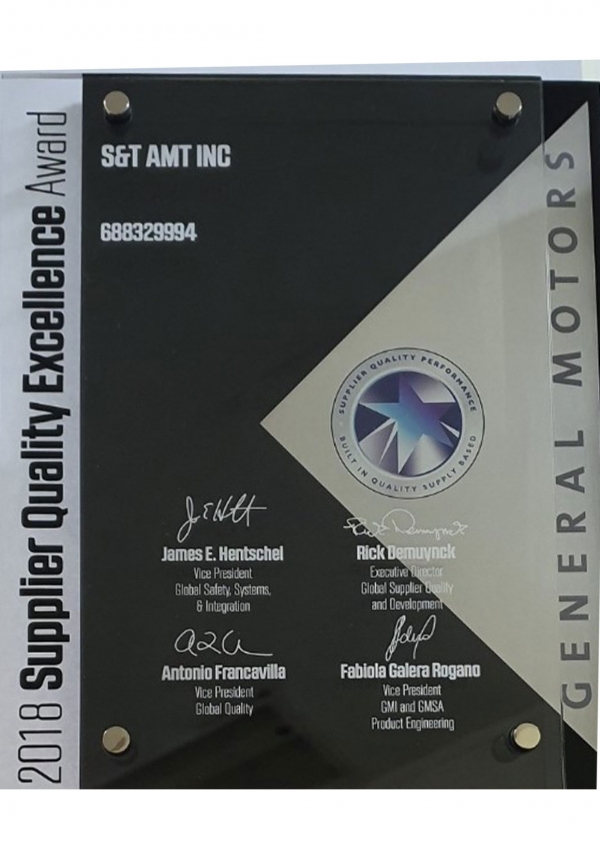 2018 Supplier Quality Excellence Award
S&T AMT INC
688329994
GENERAL MOTORS
SUPPLIER QUALITY PERFORMANCE
BUILT IN QUALITY SUPPLY BASED
James E. Hentschel
Vice President
Global Safety, Systems,
& Integration
Rick Demuynck
Executive Director
Global Supplier Quality
and Development
Antonio Francavilla
Vice President
Global Quality
Fabiola Galera Rogano
Vice President
GMI and GMSA
Product Engineering